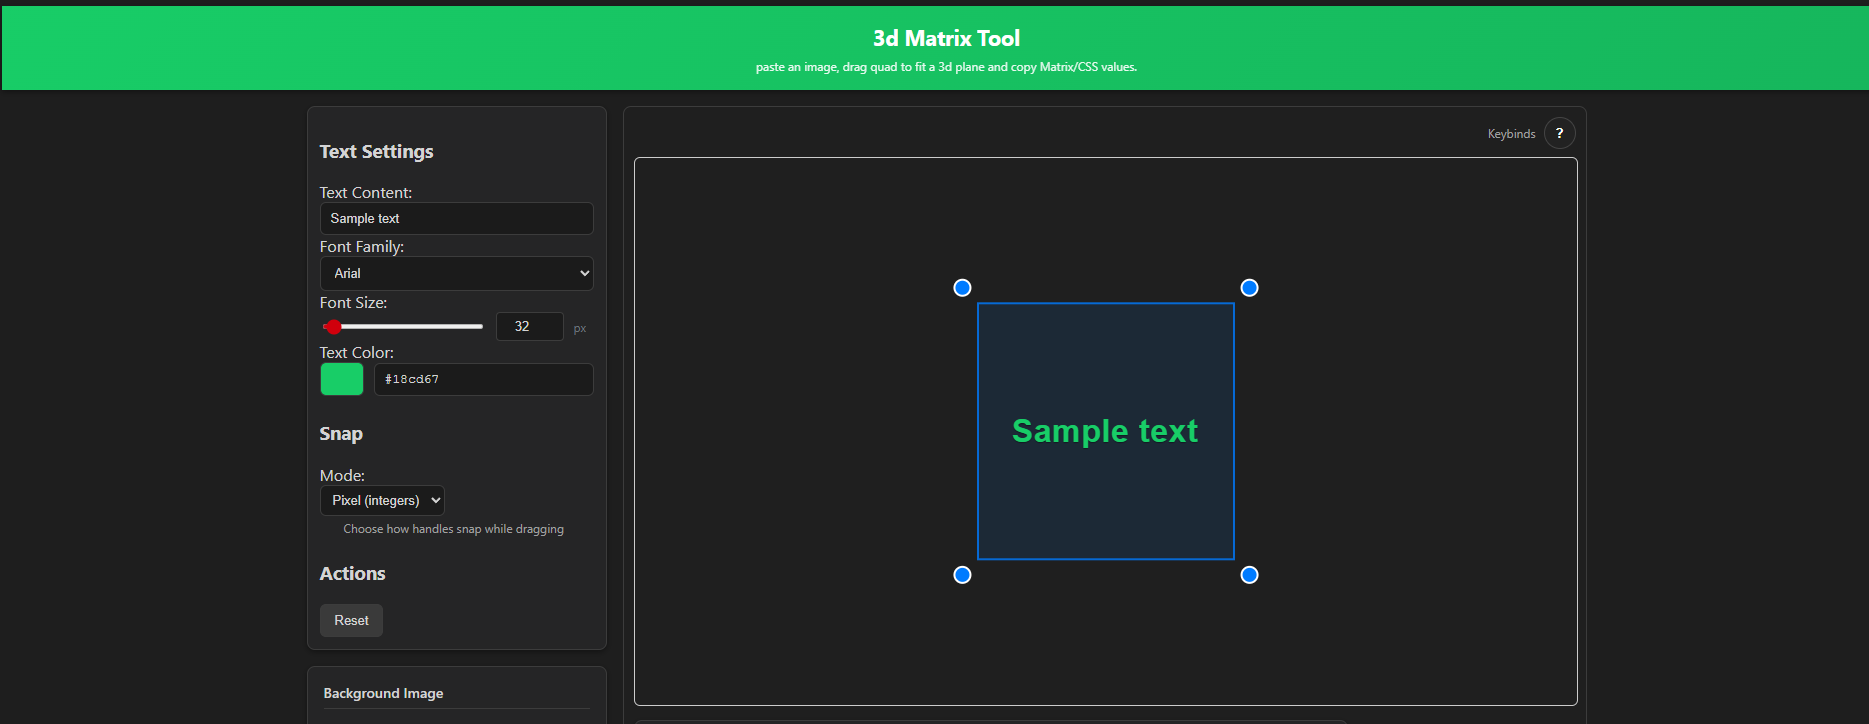 3d Matrix Tool
paste an image, drag quad to fit a 3d plane and copy Matrix/CSS values.
Text Settings
Text Content:
Sample text
Font Family:
Arial
Font Size:
32 px
Text Color:
#18cd67
Snap
Mode:
Pixel (integers)
Choose how handles snap while dragging
Actions
Reset
Background Image
Keybinds ?
Sample text